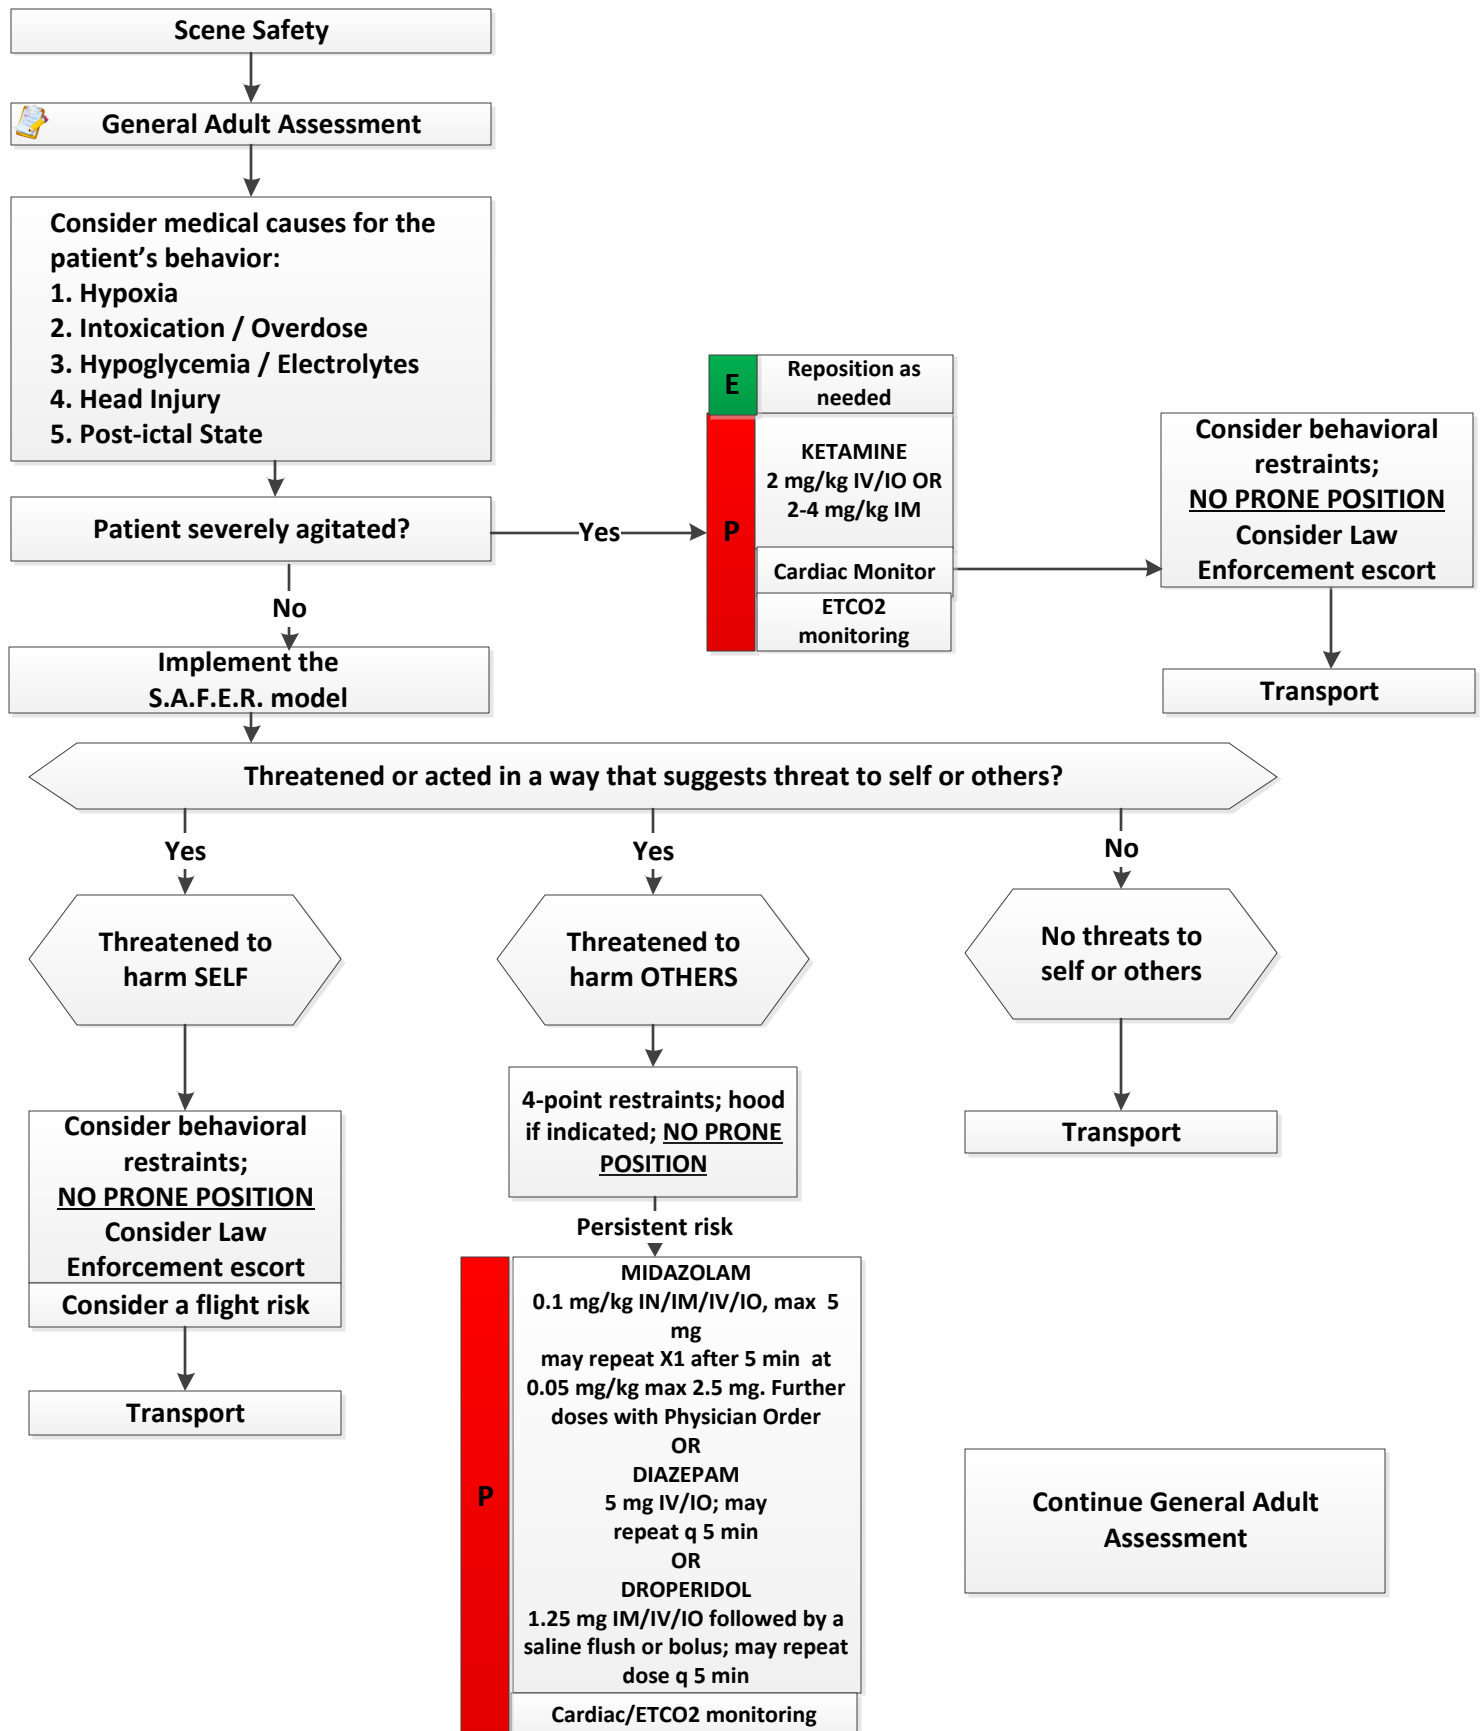 Scene Safety
General Adult Assessment
Consider medical causes for the
patient’s behavior:
1. Hypoxia
2. Intoxication / Overdose
3. Hypoglycemia / Electrolytes
4. Head Injury
5. Post-ictal State
Patient severely agitated?
Yes
E
Reposition as
needed
P
KETAMINE
2 mg/kg IV/IO OR
2-4 mg/kg IM
Cardiac Monitor
ETCO2
monitoring
Consider behavioral
restraints;
NO PRONE POSITION
Consider Law
Enforcement escort
Transport
No
Implement the
S.A.F.E.R. model
Threatened or acted in a way that suggests threat to self or others?
Yes
Yes
No
Threatened to
harm SELF
Threatened to
harm OTHERS
No threats to
self or others
Consider behavioral
restraints;
NO PRONE POSITION
Consider Law
Enforcement escort
Consider a flight risk
Transport
4-point restraints; hood
if indicated; NO PRONE
POSITION
Persistent risk
P
MIDAZOLAM
0.1 mg/kg IN/IM/IV/IO, max  5
mg
may repeat X1 after 5 min  at
0.05 mg/kg max 2.5 mg. Further
doses with Physician Order
OR
DIAZEPAM
5 mg IV/IO; may
repeat q 5 min
OR
DROPERIDOL
1.25 mg IM/IV/IO followed by a
saline flush or bolus; may repeat
dose q 5 min
Cardiac/ETCO2 monitoring
Transport
Continue General Adult
Assessment